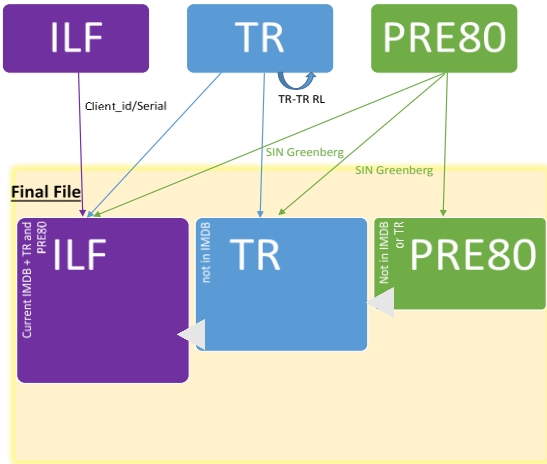 ILF
TR
PRE80
TR-TR RL
Client_id/Serial
SIN Greenberg
SIN Greenberg
Final File
Current IMDB + TR and
PRE80
ILF
not in IMDB
TR
Not in IMDB
or TR
PRE80